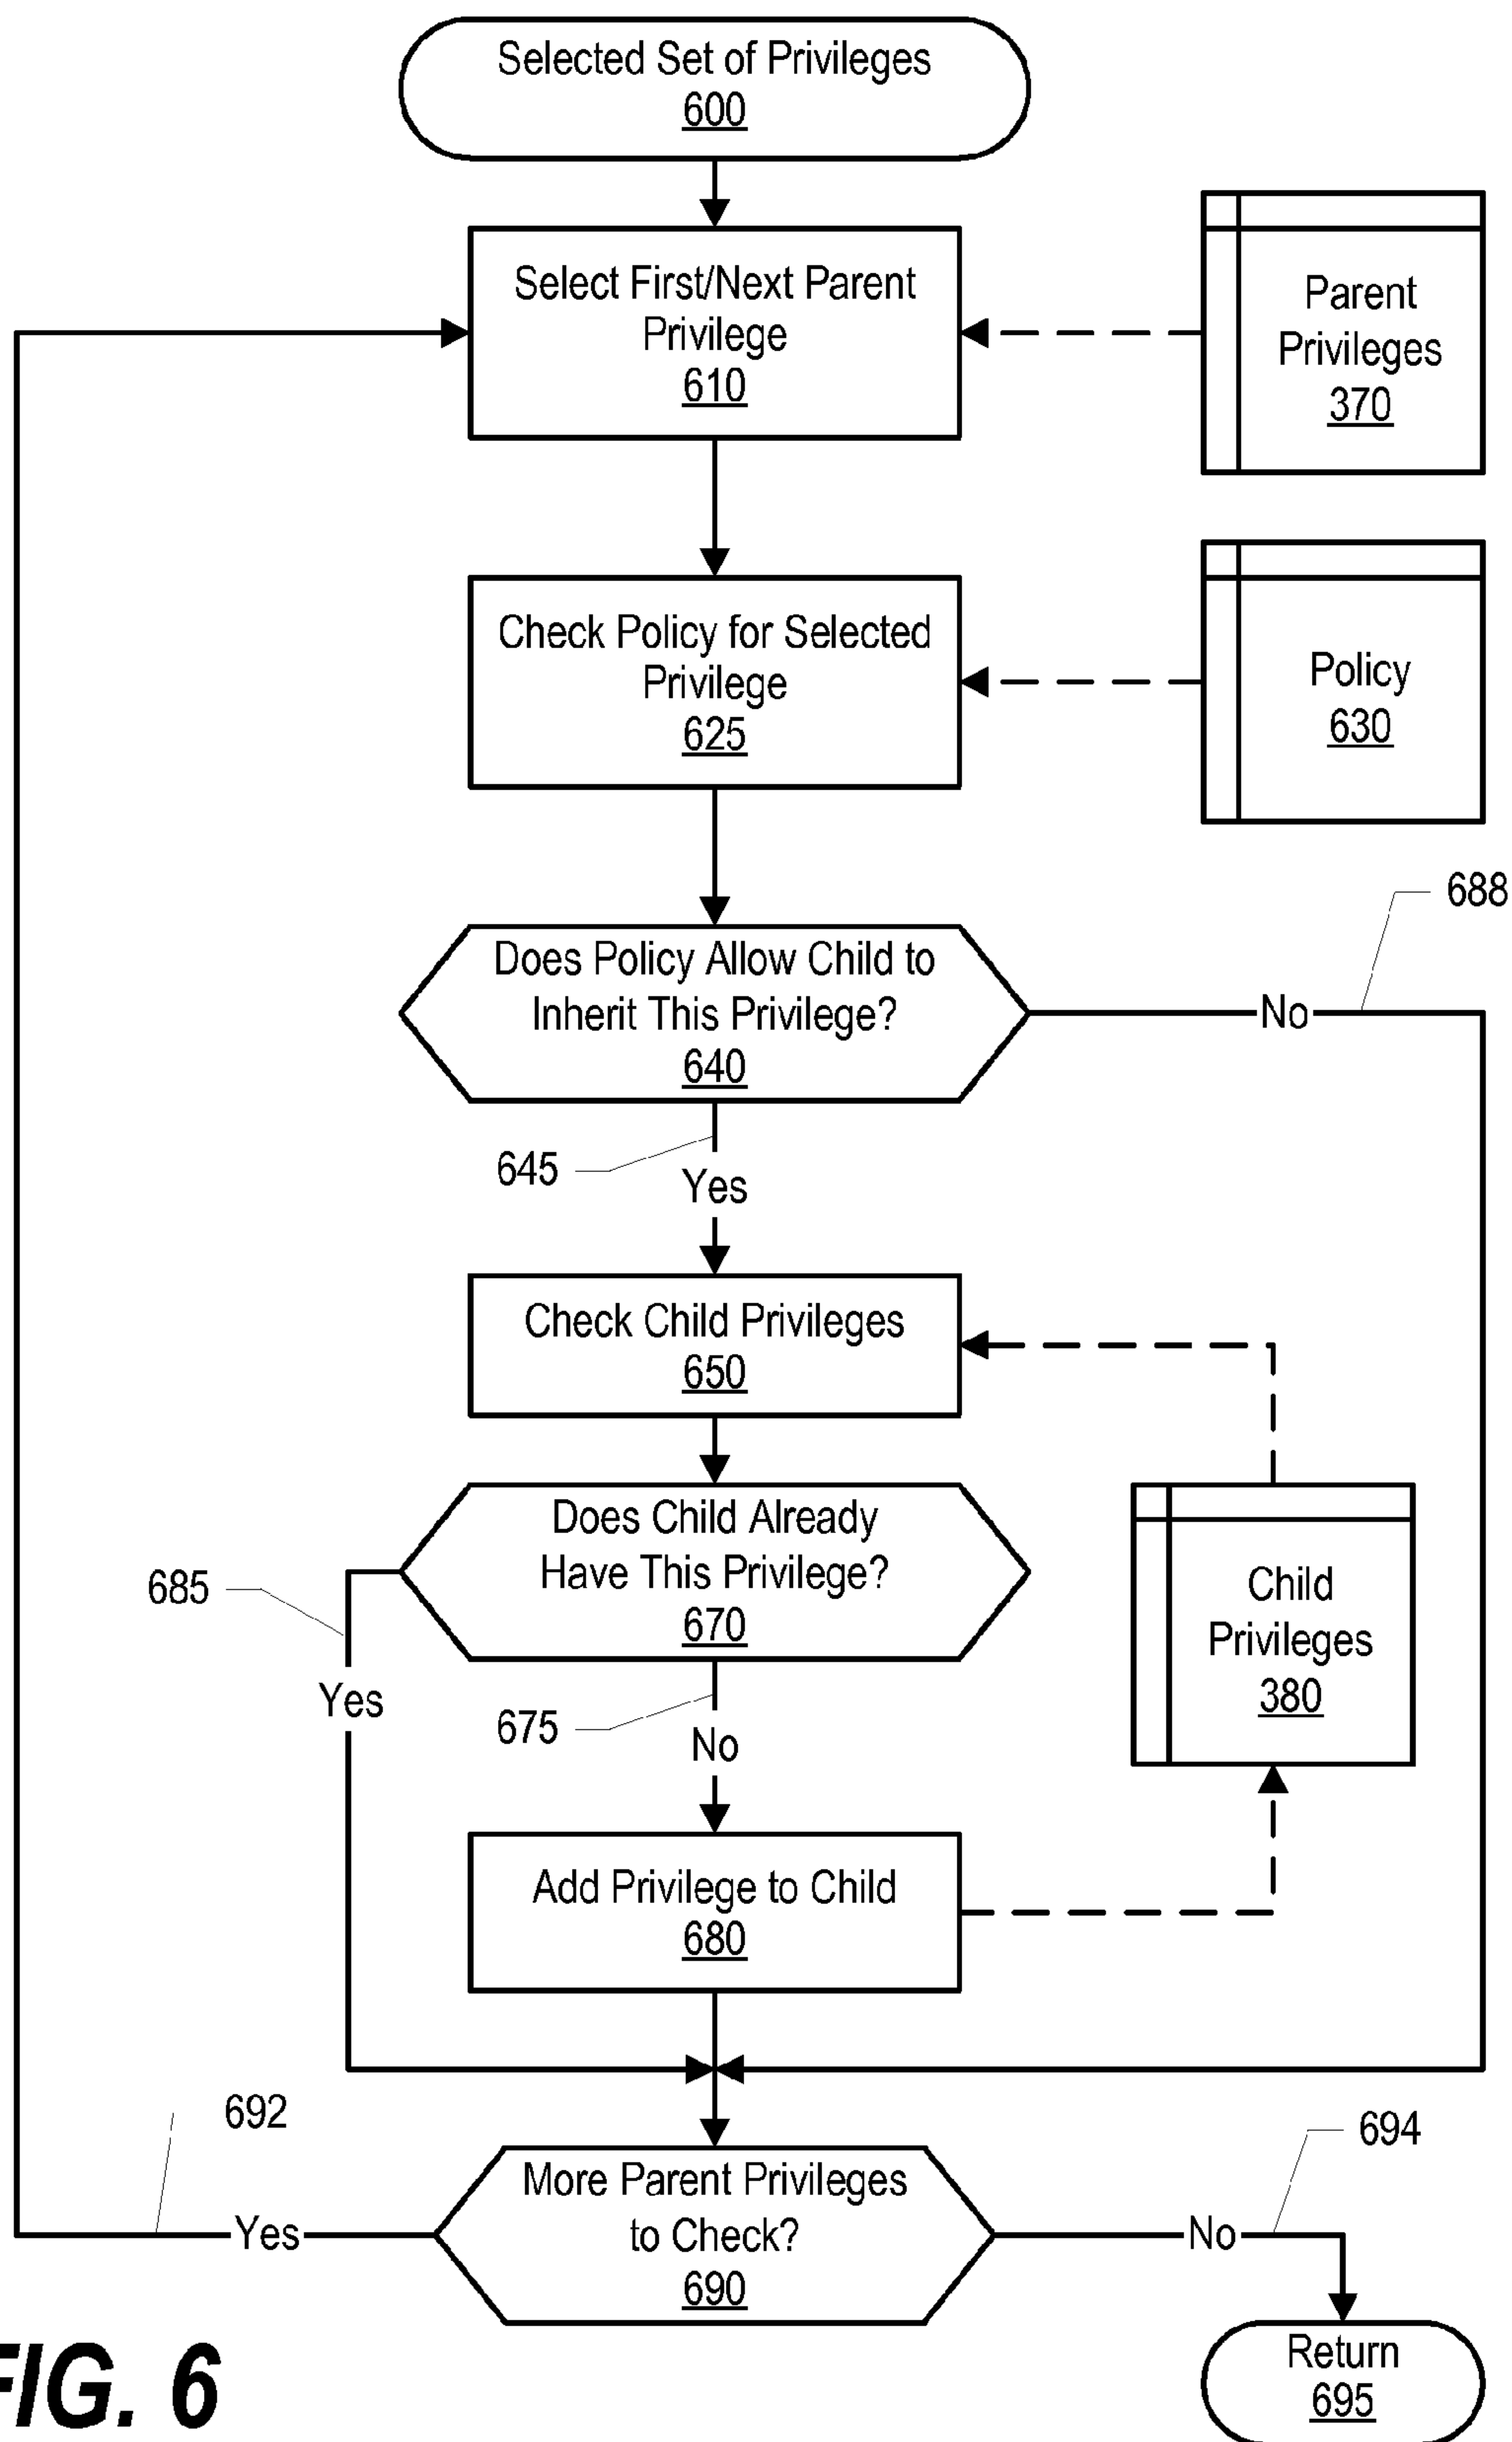 Selected Set of Privileges
600
Select First/Next Parent
Privilege
610
Parent
Privileges
370
Check Policy for Selected
Privilege
625
Policy
630
688
Does Policy Allow Child to
Inherit This Privilege?
640
No
645
Yes
Check Child Privileges
650
Does Child Already
Have This Privilege?
670
685
Yes
Child
Privileges
380
675
No
Add Privilege to Child
680
692
694
More Parent Privileges
to Check?
690
Yes
No
Return
695
FIG. 6